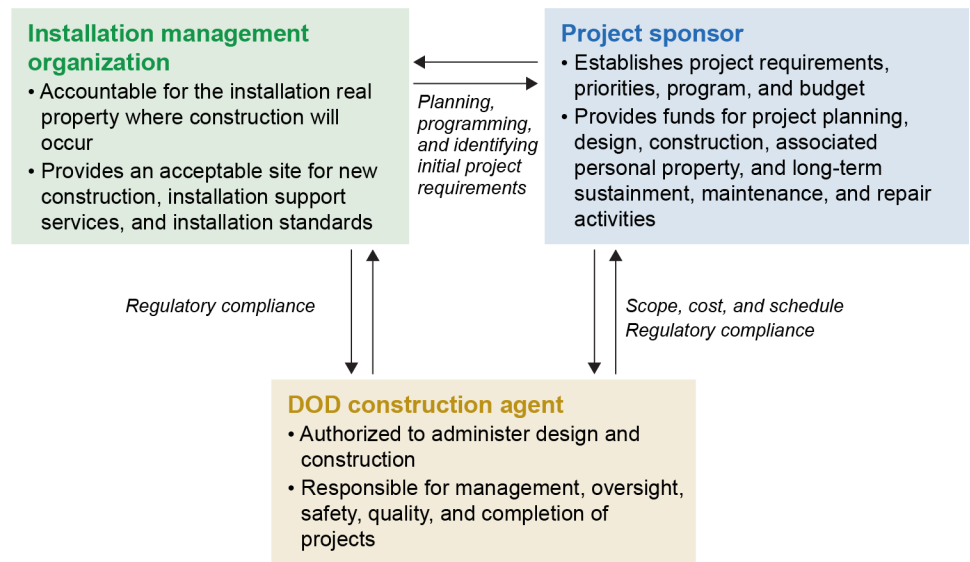 Installation management
organization
• Accountable for the installation real
property where construction will
occur
• Provides an acceptable site for new
construction, installation support
services, and installation standards
Planning,
programming,
and identifying
initial project
requirements
Project sponsor
• Establishes project requirements,
priorities, program, and budget
• Provides funds for project planning,
design, construction, associated
personal property, and long-term
sustainment, maintenance, and repair
activities
Regulatory compliance
Scope, cost, and schedule
Regulatory compliance
DOD construction agent
• Authorized to administer design and
construction
• Responsible for management, oversight,
safety, quality, and completion of
projects